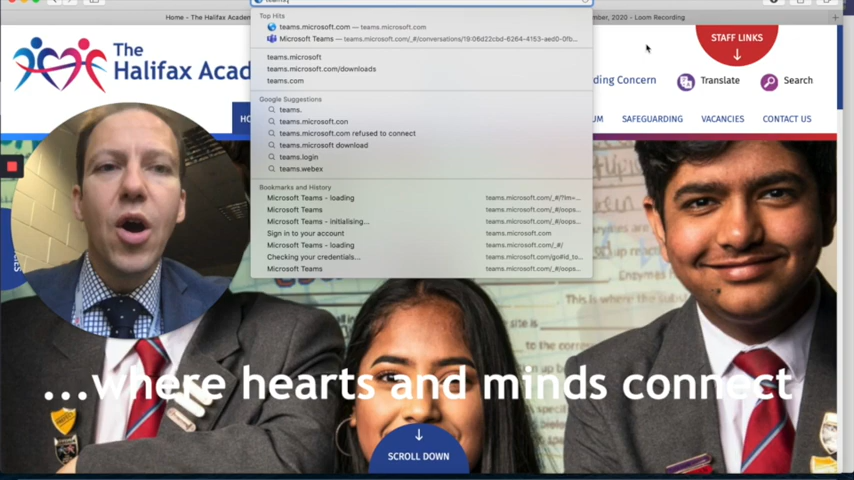 teams
Home - The Halifax Acade
mber, 2020 - Loom Recording
Top Hits
teams.microsoft.com — teams.microsoft.com
Microsoft Teams — teams.microsoft.com/_#/conversations/19:06d22cbd-6264-4153-aed0-0fb...
teams.microsoft
teams.microsoft.com/downloads
teams.com
Google Suggestions
teams.
teams.microsoft.con
teams.microsoft.com refused to connect
teams.microsoft download
teams.login
teams.webex
Bookmarks and History
Microsoft Teams - loading teams.microsoft.com/_#/?lm=...
Microsoft Teams teams.microsoft.com/_#/oops...
Microsoft Teams - initialising... teams.microsoft.com/_#/oops...
Sign in to your account teams.microsoft.com
Microsoft Teams - loading teams.microsoft.com/_#/
Checking your credentials... teams.microsoft.com/go#id_to...
Microsoft Teams teams.microsoft.com/_#/oops...
The
Halifax Acad
STAFF LINKS
ding Concern
Translate
Search
HO
UM SAFEGUARDING VACANCIES CONTACT US
...where hearts and minds connect
SCROLL DOWN